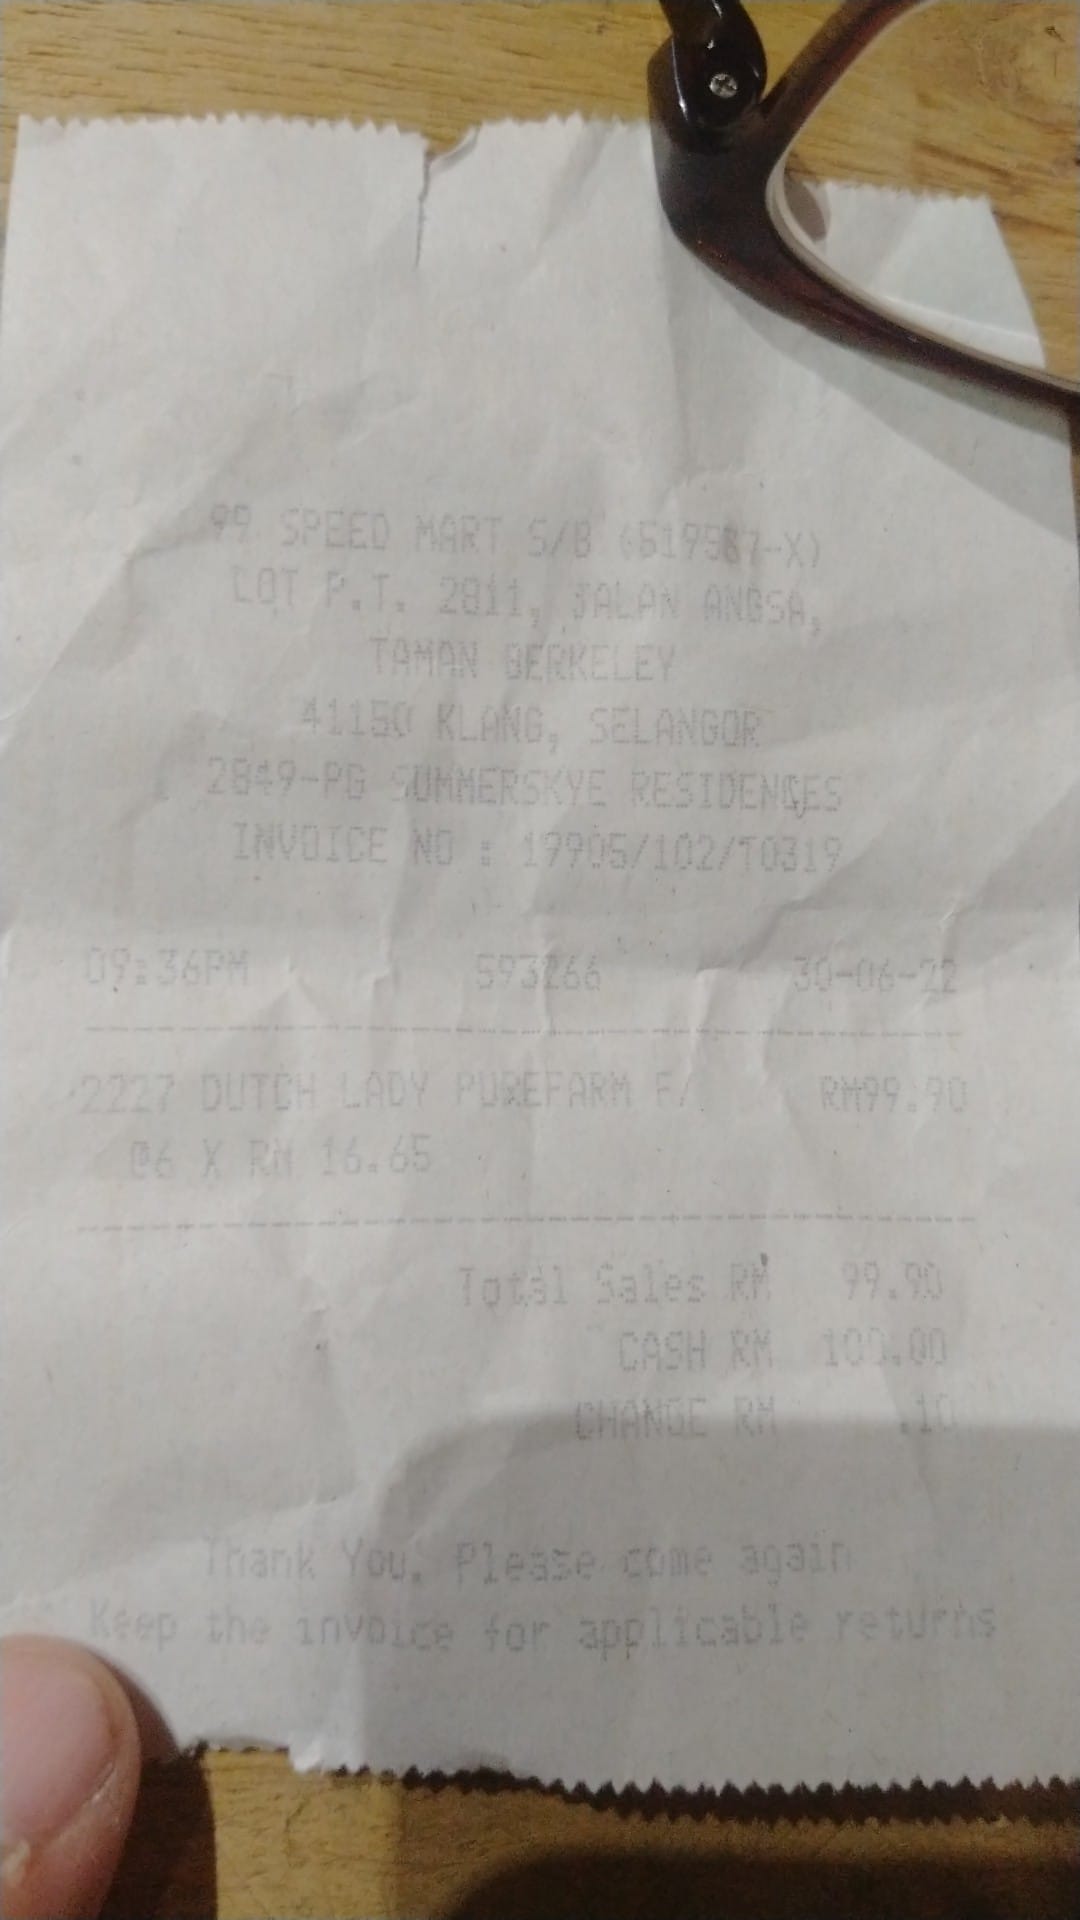 99 SPEED MART S/B (519537-X)
LOT P.T. 2811, JALAN ANGSA,
TAMAN BERKELEY
41150 KLANG, SELANGOR
2849-PG SUMMERSKYE RESIDENCES
INVOICE NO : 19905/102/T0319
09:36PM 593266 30-06-22
2227 DUTCH LADY PUREFARM F/ RM99.90
@6 X RM 16.65
Total Sales RM 99.90
CASH RM 100.00
CHANGE RM .10
Thank You. Please come again
Keep the invoice for applicable returns